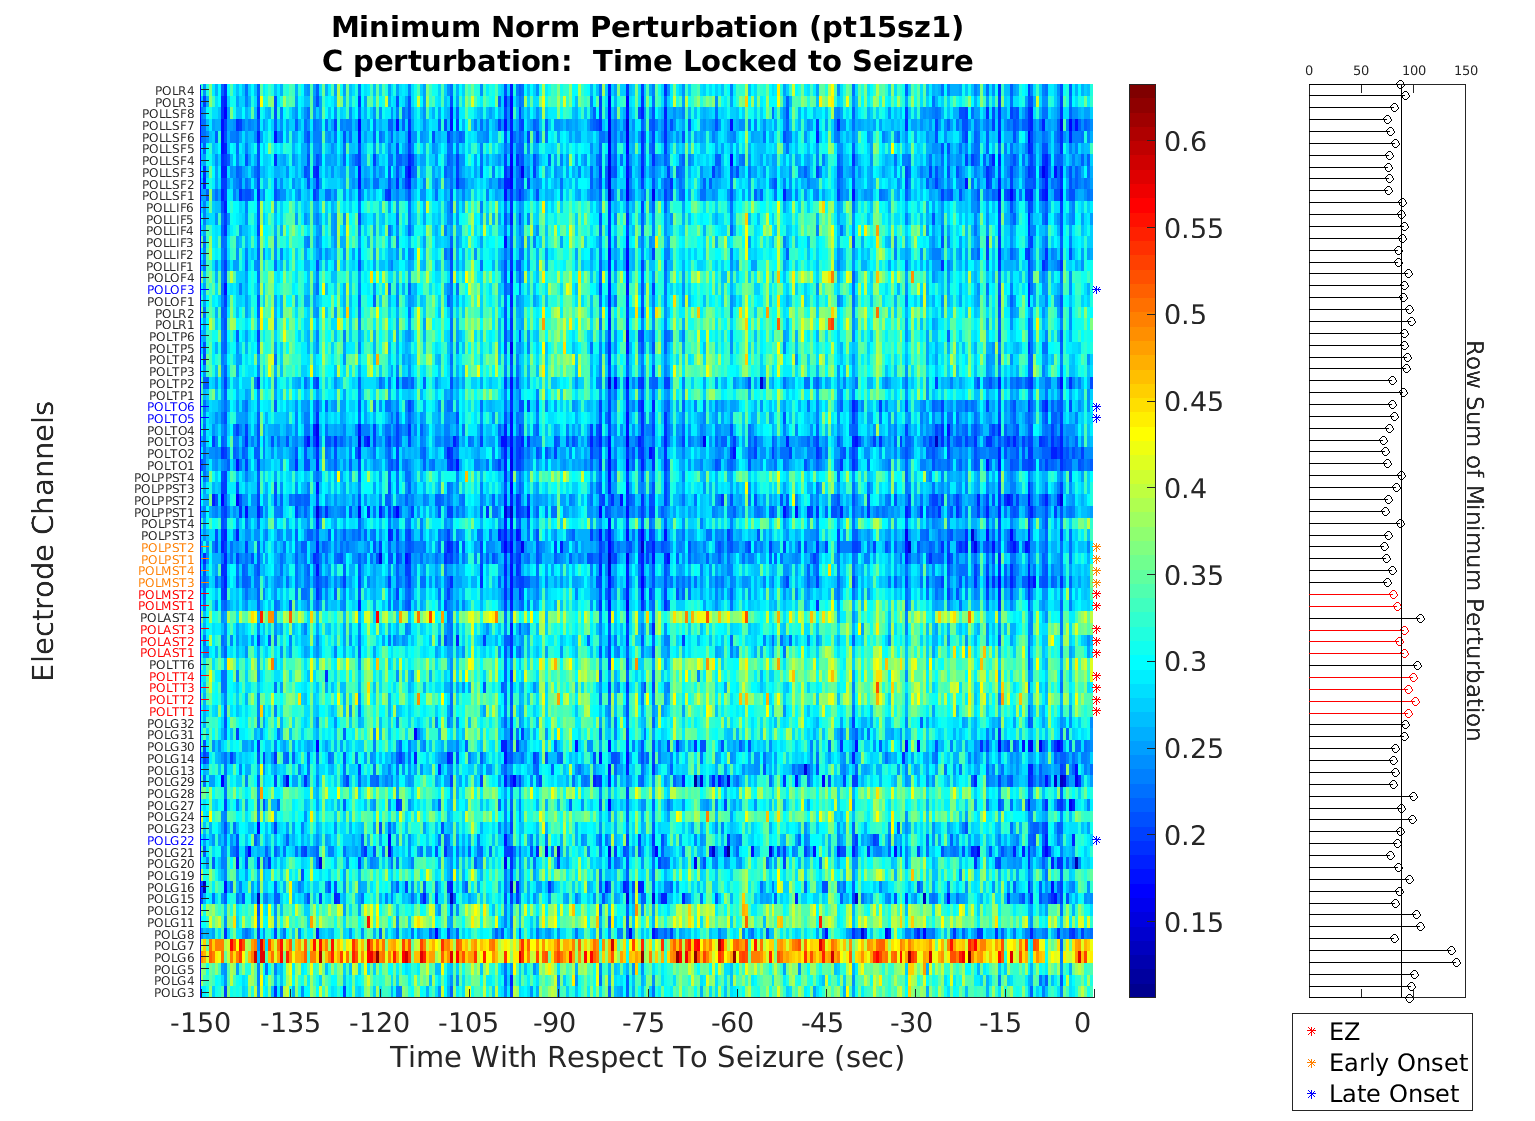 Minimum Norm Perturbation (pt15sz1)
C perturbation:  Time Locked to Seizure
Electrode Channels
POLR4
POLR3
POLLSF8
POLLSF7
POLLSF6
POLLSF5
POLLSF4
POLLSF3
POLLSF2
POLLSF1
POLLIF6
POLLIF5
POLLIF4
POLLIF3
POLLIF2
POLLIF1
POLOF4
POLOF3
POLOF1
POLR2
POLR1
POLTP6
POLTP5
POLTP4
POLTP3
POLTP2
POLTP1
POLTO6
POLTO5
POLTO4
POLTO3
POLTO2
POLTO1
POLPPST4
POLPPST3
POLPPST2
POLPPST1
POLPST4
POLPST3
POLPST2
POLPST1
POLMST4
POLMST3
POLMST2
POLMST1
POLAST4
POLAST3
POLAST2
POLAST1
POLTT6
POLTT4
POLTT3
POLTT2
POLTT1
POLG32
POLG31
POLG30
POLG14
POLG13
POLG29
POLG28
POLG27
POLG24
POLG23
POLG22
POLG21
POLG20
POLG19
POLG16
POLG15
POLG12
POLG11
POLG8
POLG7
POLG6
POLG5
POLG4
POLG3
-150 -135 -120 -105 -90 -75 -60 -45 -30 -15 0
Time With Respect To Seizure (sec)
0.6
0.55
0.5
0.45
0.4
0.35
0.3
0.25
0.2
0.15
0 50 100 150
Row Sum of Minimum Perturbation
EZ
Early Onset
Late Onset